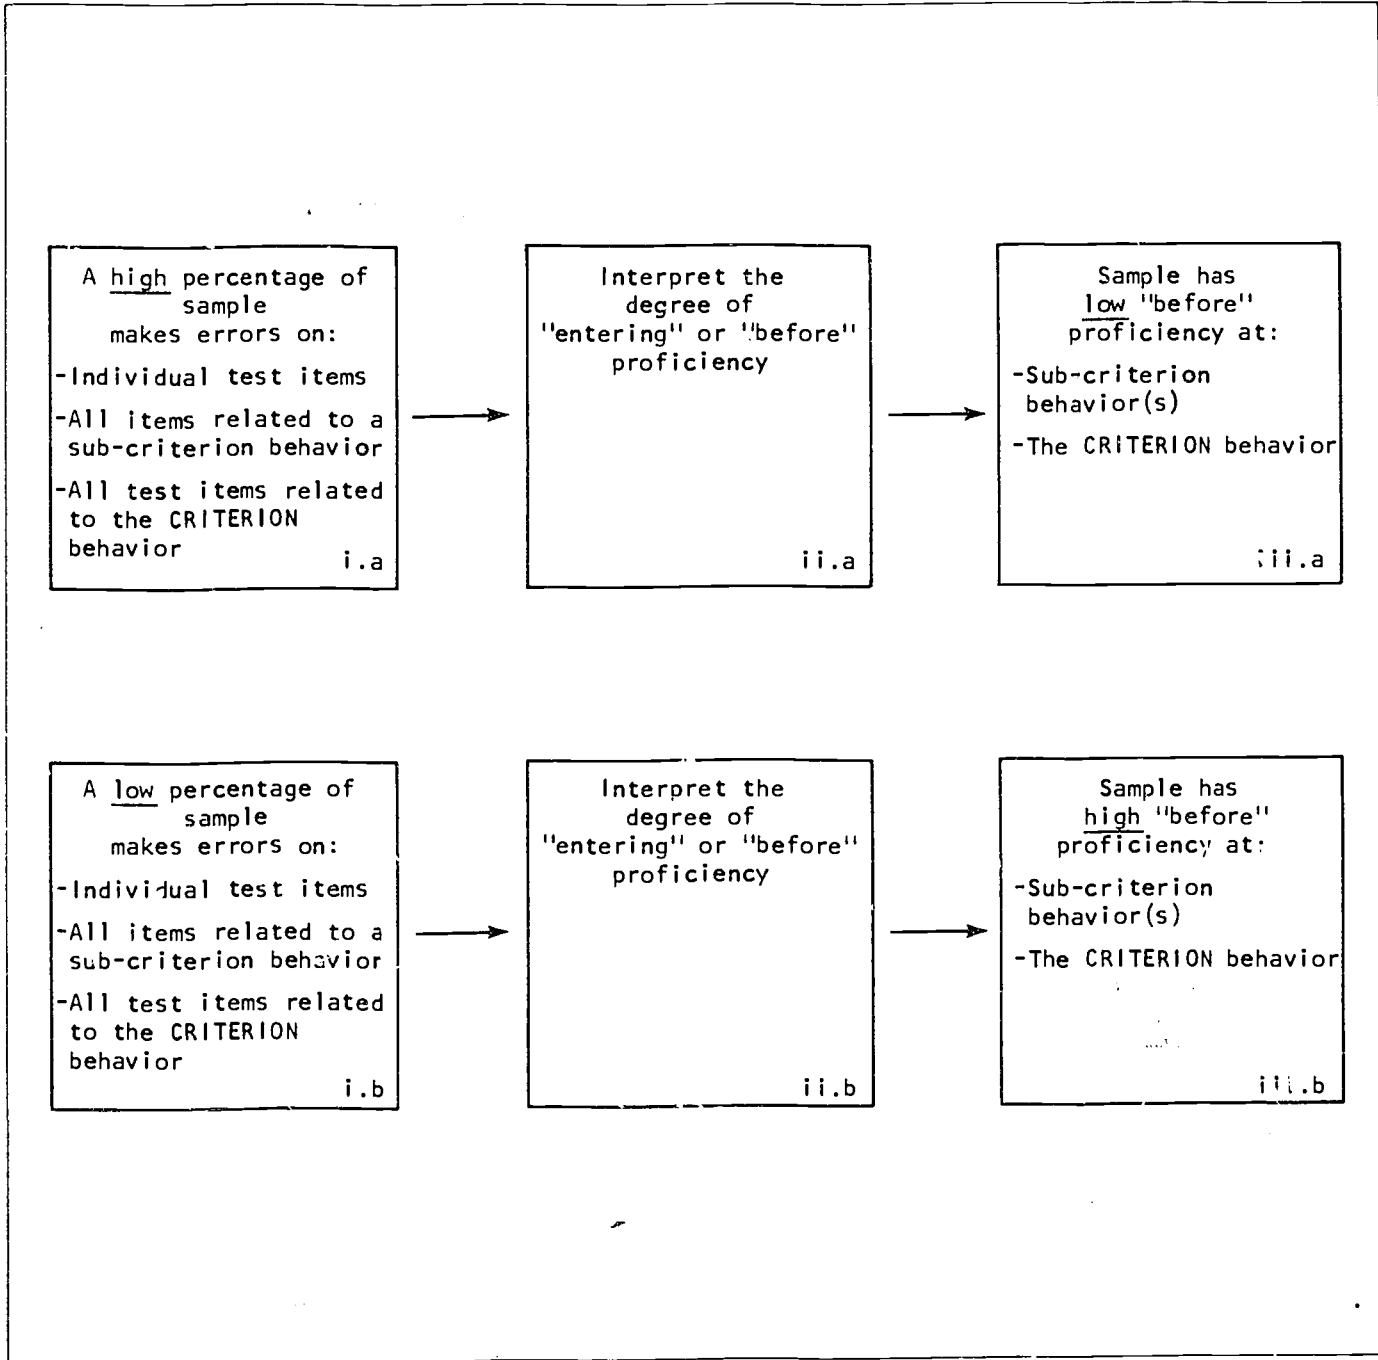 A high percentage of
sample
makes errors on:
-Individual test items
-All items related to a
sub-criterion behavior
-All test items related
to the CRITERION
behavior
i.a
Interpret the
degree of
"entering" or "before"
proficiency
ii.a
Sample has
low "before"
proficiency at:
-Sub-criterion
behavior(s)
-The CRITERION behavior
iii.a
A low percentage of
sample
makes errors on:
-Individual test items
-All items related to a
sub-criterion behavior
-All test items related
to the CRITERION
behavior
i.b
Interpret the
degree of
"entering" or "before"
proficiency
ii.b
Sample has
high "before"
proficiency at:
-Sub-criterion
behavior(s)
-The CRITERION behavior
iii.b